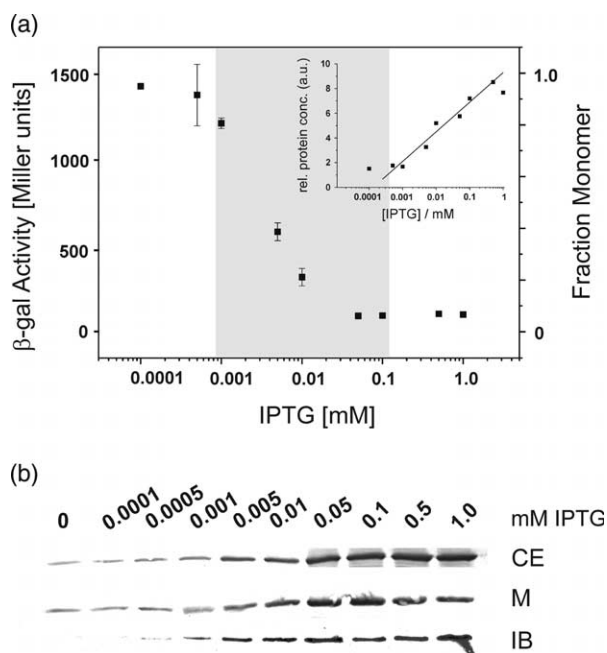 (a)
β-gal Activity [Miller units]
1500
1000
500
0
0.0001 0.001 0.01 0.1 1.0
IPTG [mM]
1.0
0
Fraction Monomer
rel. protein conc. (a.u.)
10
8
6
4
2
0
0.0001 0.001 0.01 0.1 1
[IPTG] / mM
(b)
0 0.0001 0.0005 0.001 0.005 0.01 0.05 0.1 0.5 1.0 mM IPTG
CE
M
IB